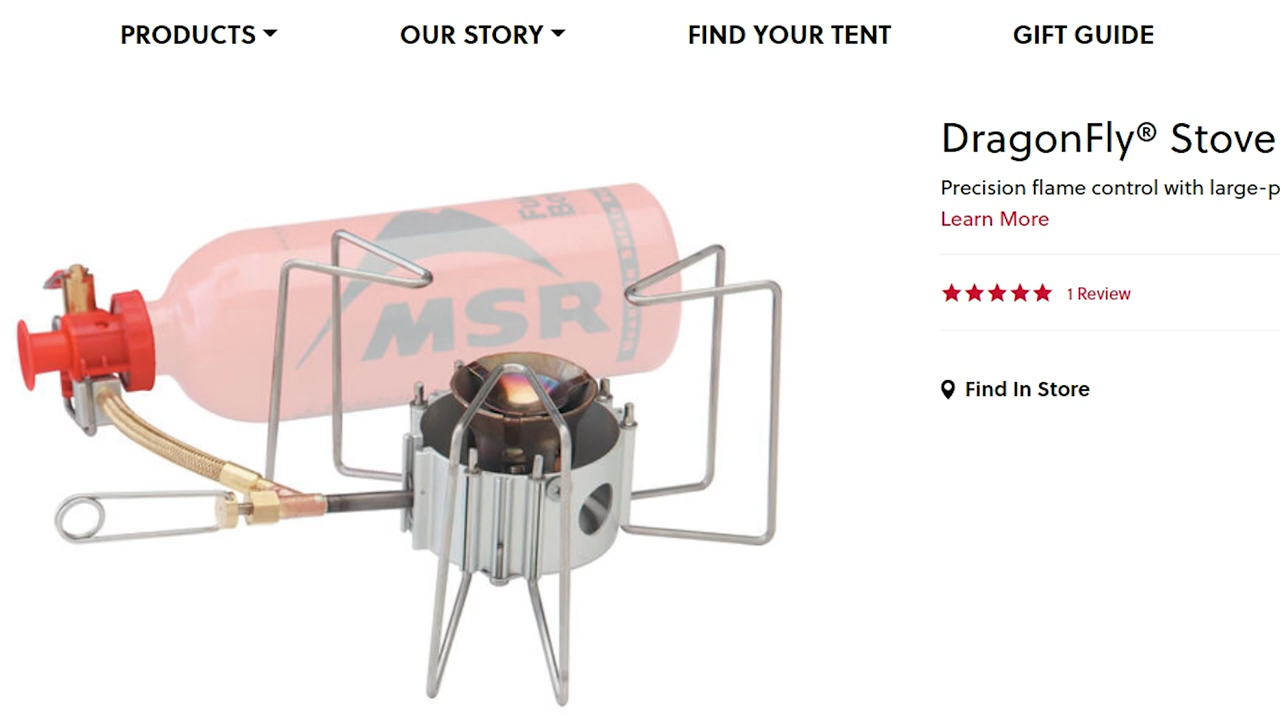 PRODUCTS
OUR STORY
FIND YOUR TENT
GIFT GUIDE
DragonFly® Stove
Precision flame control with large-p
Learn More
1 Review
Find In Store
MSR